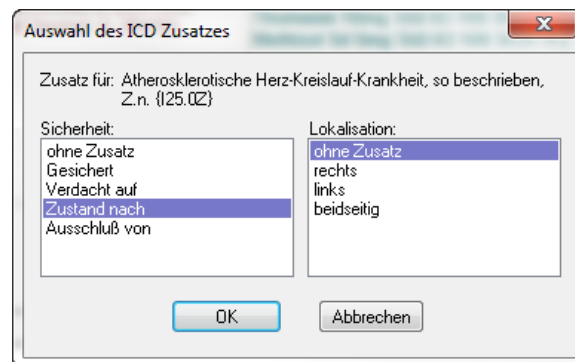 Auswahl des ICD Zusatzes
Zusatz für: Atherosklerotische Herz-Kreislauf-Krankheit, so beschrieben,
Z.n. {I25.0Z}
Sicherheit:
ohne Zusatz
Gesichert
Verdacht auf
Zustand nach
Ausschluß von
Lokalisation:
ohne Zusatz
rechts
links
beidseitig
OK
Abbrechen